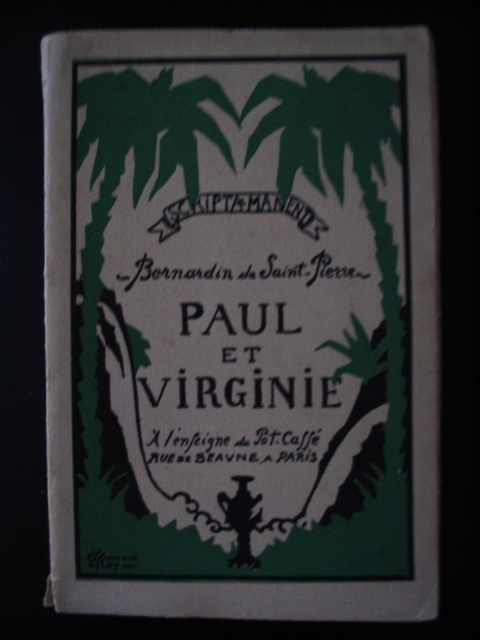 SCRIPTA MANENT
Bernardin de Saint-Pierre
PAUL
ET
VIRGINIE
A l'enseigne du Pot Cassé
RUE DE BEAVNE A PARIS